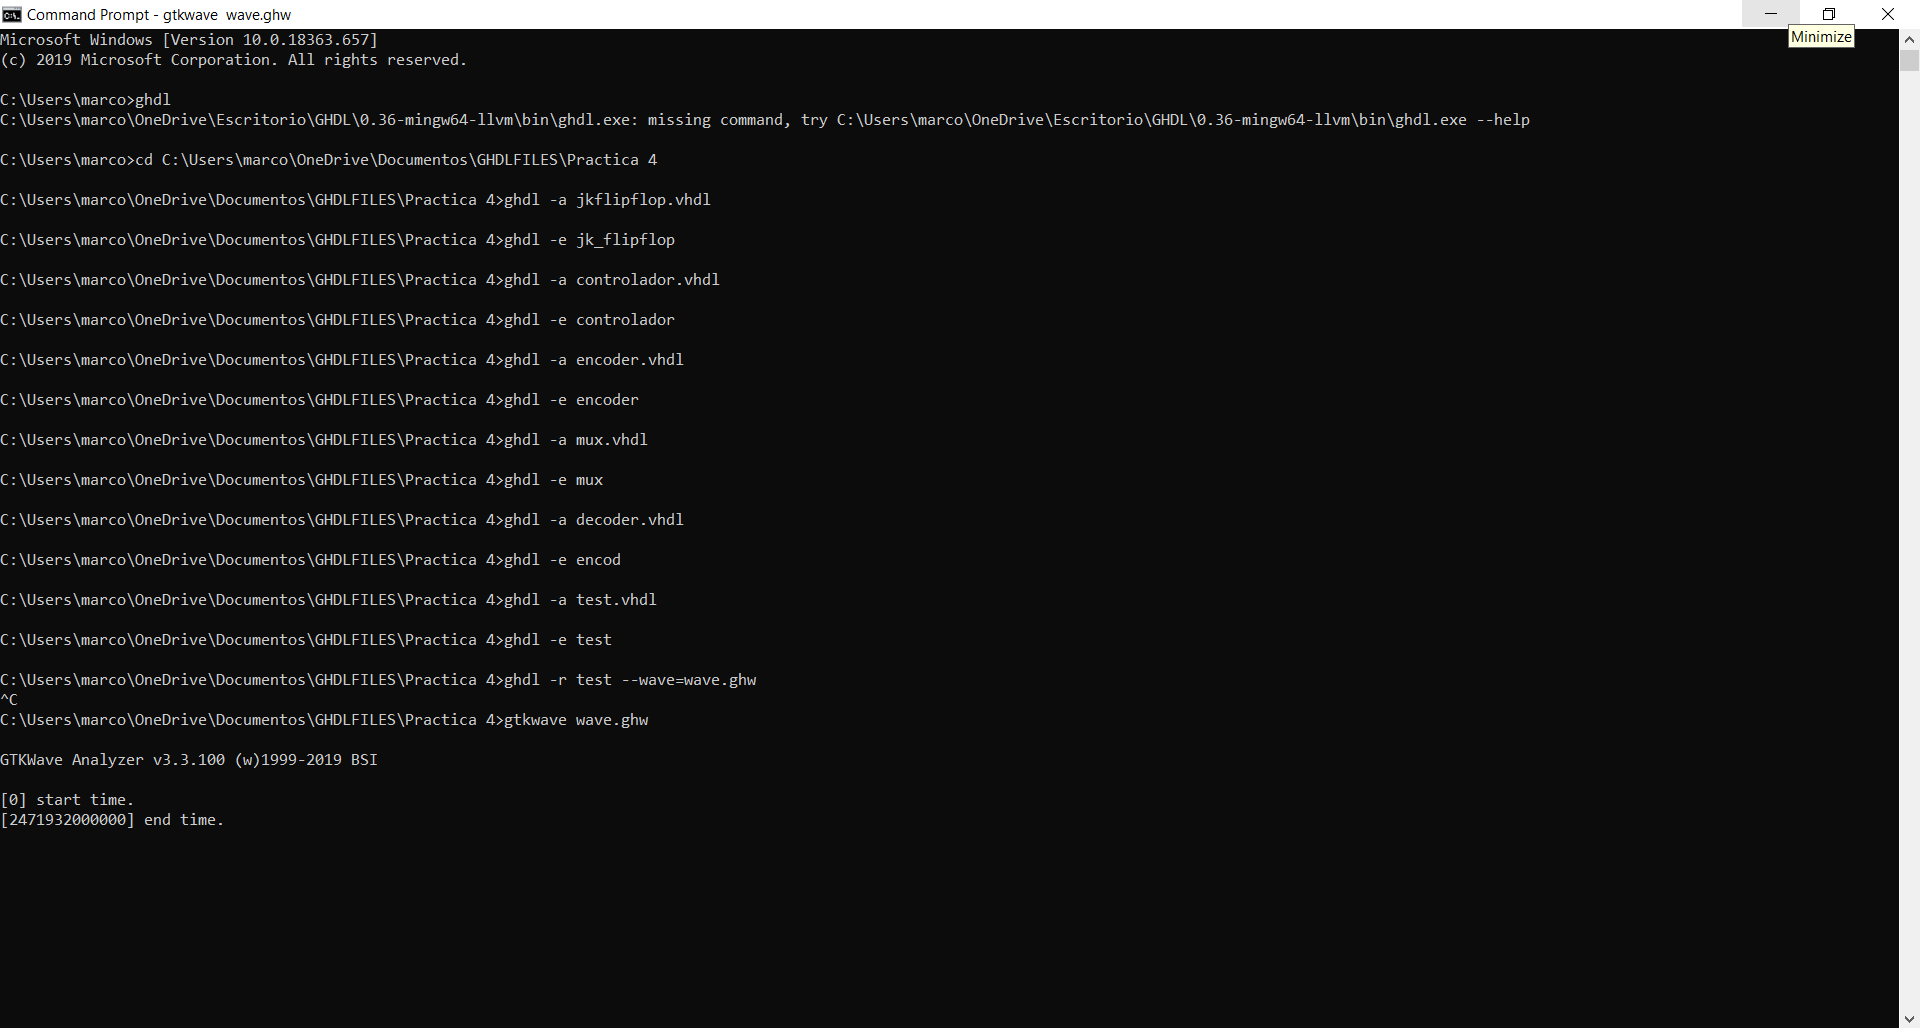 Command Prompt - gtkwave  wave.ghw
Minimize
Microsoft Windows [Version 10.0.18363.657]
(c) 2019 Microsoft Corporation. All rights reserved.
C:\Users\marco>ghdl
C:\Users\marco\OneDrive\Escritorio\GHDL\0.36-mingw64-llvm\bin\ghdl.exe: missing command, try C:\Users\marco\OneDrive\Escritorio\GHDL\0.36-mingw64-llvm\bin\ghdl.exe --help
C:\Users\marco>cd C:\Users\marco\OneDrive\Documentos\GHDLFILES\Practica 4
C:\Users\marco\OneDrive\Documentos\GHDLFILES\Practica 4>ghdl -a jkflipflop.vhdl
C:\Users\marco\OneDrive\Documentos\GHDLFILES\Practica 4>ghdl -e jk_flipflop
C:\Users\marco\OneDrive\Documentos\GHDLFILES\Practica 4>ghdl -a controlador.vhdl
C:\Users\marco\OneDrive\Documentos\GHDLFILES\Practica 4>ghdl -e controlador
C:\Users\marco\OneDrive\Documentos\GHDLFILES\Practica 4>ghdl -a encoder.vhdl
C:\Users\marco\OneDrive\Documentos\GHDLFILES\Practica 4>ghdl -e encoder
C:\Users\marco\OneDrive\Documentos\GHDLFILES\Practica 4>ghdl -a mux.vhdl
C:\Users\marco\OneDrive\Documentos\GHDLFILES\Practica 4>ghdl -e mux
C:\Users\marco\OneDrive\Documentos\GHDLFILES\Practica 4>ghdl -a decoder.vhdl
C:\Users\marco\OneDrive\Documentos\GHDLFILES\Practica 4>ghdl -e encod
C:\Users\marco\OneDrive\Documentos\GHDLFILES\Practica 4>ghdl -a test.vhdl
C:\Users\marco\OneDrive\Documentos\GHDLFILES\Practica 4>ghdl -e test
C:\Users\marco\OneDrive\Documentos\GHDLFILES\Practica 4>ghdl -r test --wave=wave.ghw
^C
C:\Users\marco\OneDrive\Documentos\GHDLFILES\Practica 4>gtkwave wave.ghw
GTKWave Analyzer v3.3.100 (w)1999-2019 BSI
[0] start time.
[2471932000000] end time.